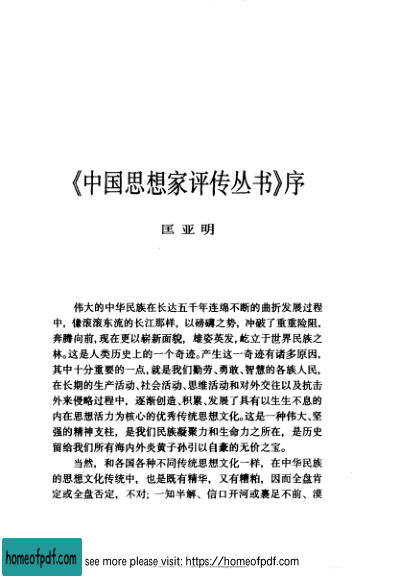 《中国思想家评传丛书》序
匡亚明
伟大的中华民族在长达五千年连绵不断的曲折发展过程
中，像滚滚东流的长江那样，以磅礴之势，冲破了重重险阻，
奔腾向前，现在更以崭新面貌，雄姿英发，屹立于世界民族之
林。这是人类历史上的一个奇迹。产生这一奇迹有诸多原因，
其中十分重要的一点，就是我们勤劳、勇敢、智慧的各族人民，
在长期的生产活动、社会活动、思维活动和对外交往以及抗击
外来侵略过程中，逐渐创造、积累、发展了具有以生生不息的
内在思想活力为核心的优秀传统思想文化。这是一种伟大、坚
强的精神支柱，是我们民族凝聚力和生命力之所在，是历史
留给我们所有海内外炎黄子孙引以自豪的无价之宝。
当然，和各国各种不同传统思想文化一样，在中华民族
的思想文化传统中，也是既有精华，又有糟粕，因而全盘肯
定或全盘否定，不对；一知半解、信口开河或裹足不前、漠
homeofpdf.com
see more please visit: https://homeofpdf.com